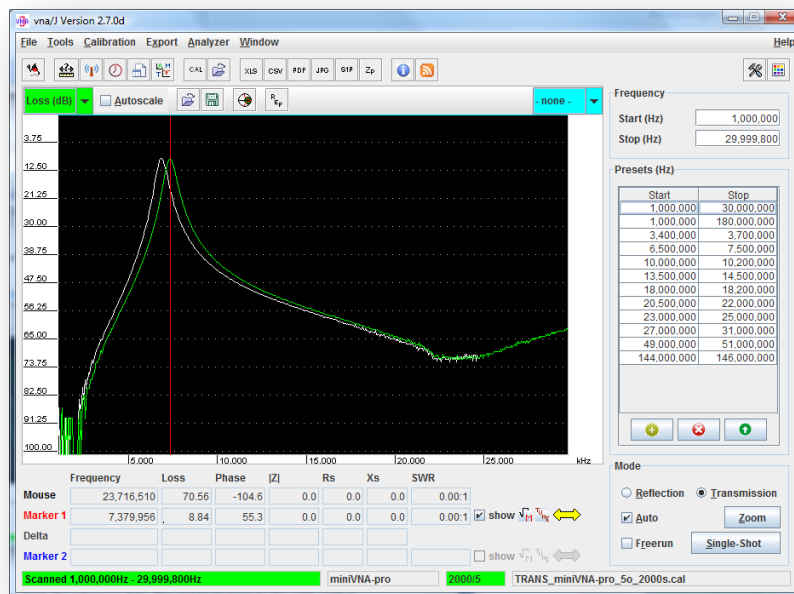 vna/J Version 2.7.0d
File Tools Calibration Export Analyzer Window Help
CAL XLS CSV PDF JPG S1P Zp
Loss (dB) Autoscale REF - none -
3.75
12.50
21.25
30.00
38.75
47.50
56.25
65.00
73.75
82.50
91.25
100.00
5.000 10.000 15.000 20.000 25.000 kHz
Frequency Loss Phase |Z| Rs Xs SWR
Mouse 23,716,510 70.56 -104.6 0.0 0.0 0.0 0.00:1
Marker 1 7,379,956 8.84 55.3 0.0 0.0 0.0 0.00:1 show
Delta
Marker 2 show
Scanned 1,000,000Hz - 29,999,800Hz miniVNA-pro 2000/5 TRANS_miniVNA-pro_5o_2000s.cal
Frequency
Start (Hz) 1,000,000
Stop (Hz) 29,999,800
Presets (Hz)
Start Stop
1,000,000 30,000,000
1,000,000 180,000,000
3,400,000 3,700,000
6,500,000 7,500,000
10,000,000 10,200,000
13,500,000 14,500,000
18,000,000 18,200,000
20,500,000 22,000,000
23,000,000 25,000,000
27,000,000 31,000,000
49,000,000 51,000,000
144,000,000 146,000,000
Mode
Reflection Transmission
Auto Zoom
Freerun Single-Shot